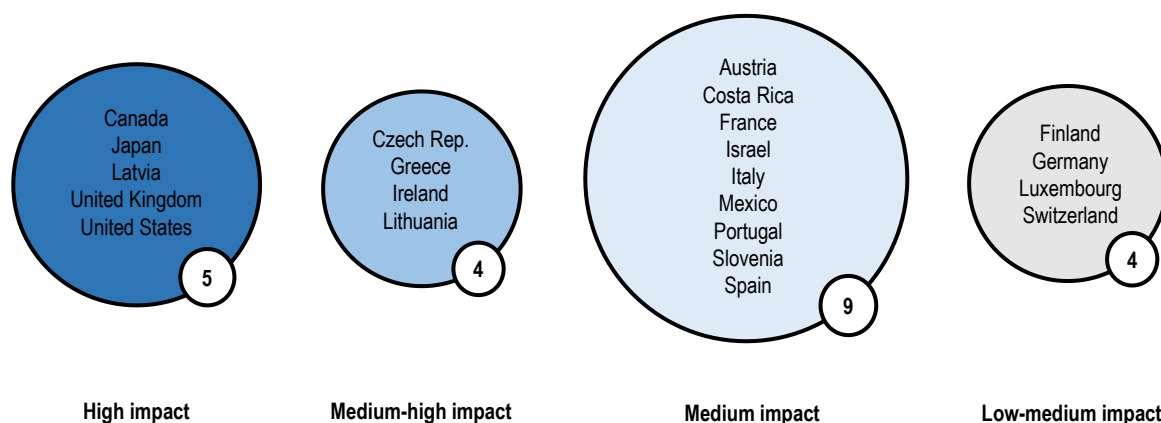 Canada
Japan
Latvia
United Kingdom
United States
5
High impact
Czech Rep.
Greece
Ireland
Lithuania
4
Medium-high impact
Austria
Costa Rica
France
Israel
Italy
Mexico
Portugal
Slovenia
Spain
9
Medium impact
Finland
Germany
Luxembourg
Switzerland
4
Low-medium impact